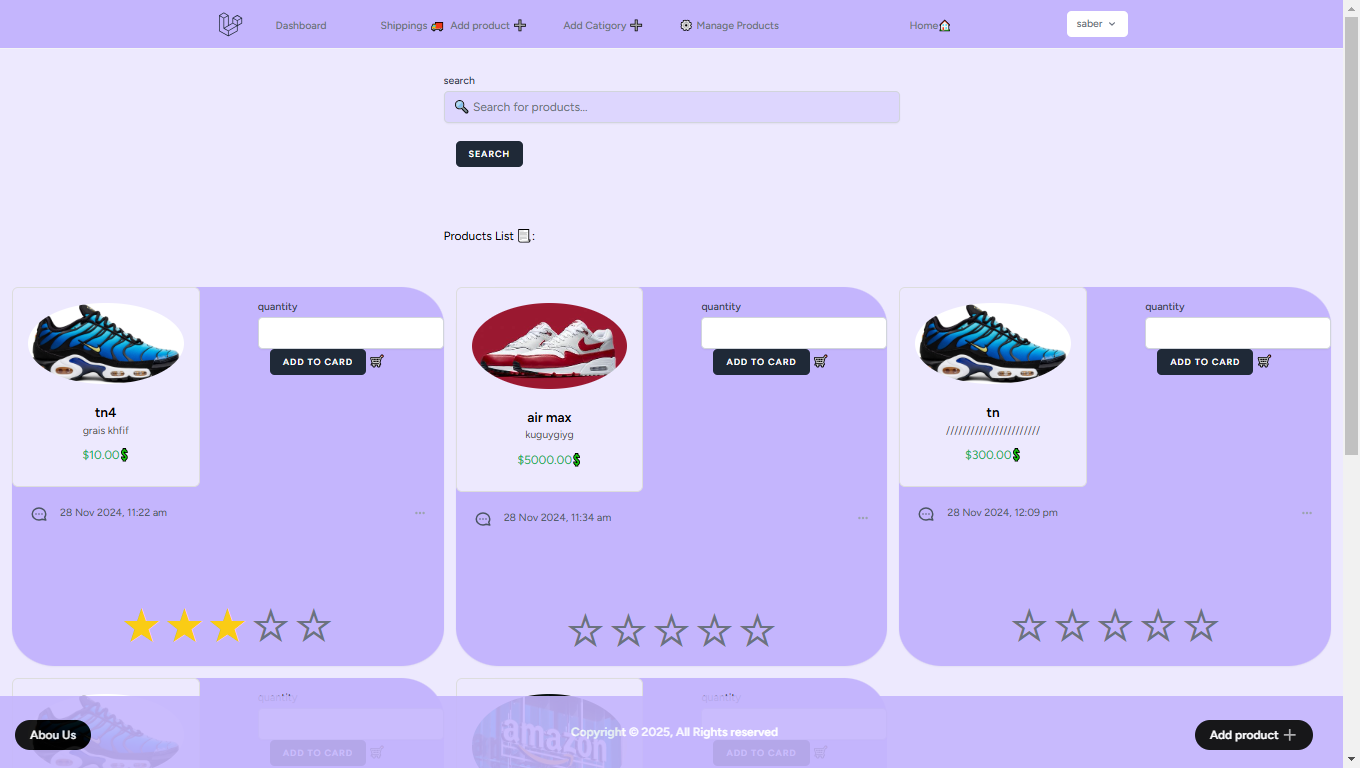 Dashboard Shippings Add product Add Catigory Manage Products Home saber
search
Search for products...
SEARCH
Products List :
quantity
ADD TO CARD
tn4
grais khfif
$10.00
28 Nov 2024, 11:22 am
quantity
ADD TO CARD
air max
kuguygiyg
$5000.00
28 Nov 2024, 11:34 am
quantity
ADD TO CARD
tn
///////////////////////
$300.00
28 Nov 2024, 12:09 pm
quantity
ADD TO CARD
quantity
amazon
ADD TO CARD
Abou Us
Copyright © 2025, All Rights reserved
Add product